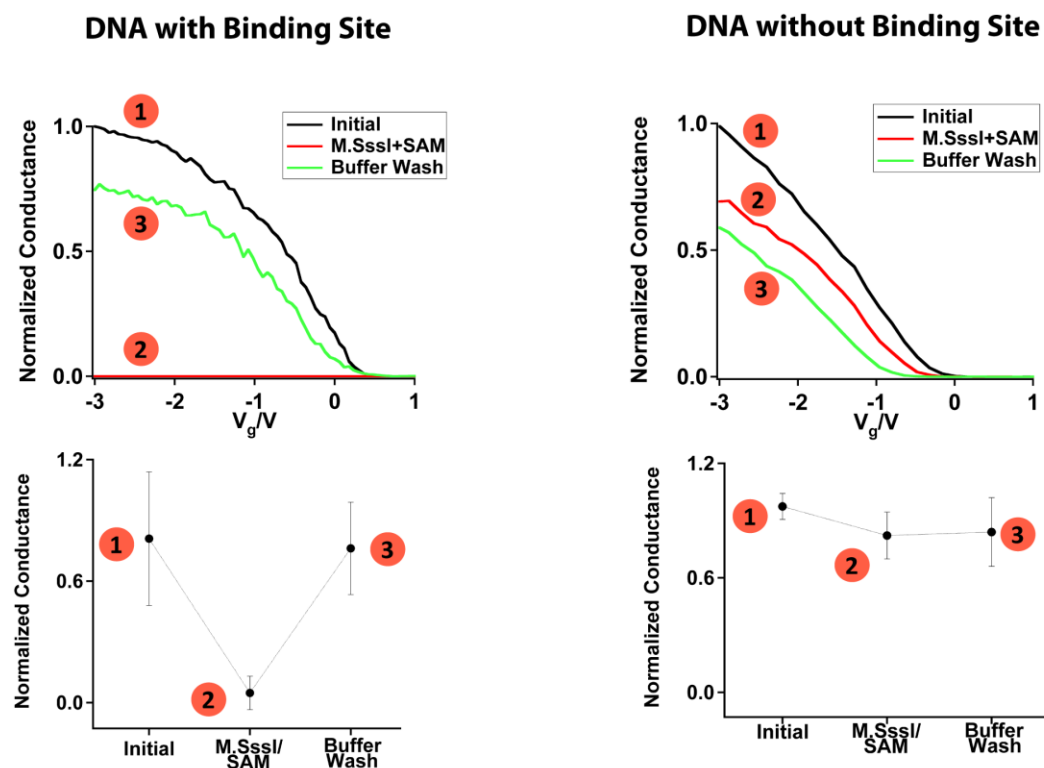 DNA with Binding Site
1
Initial
M.SssI+SAM
Buffer Wash
3
2
Normalized Conductance
1.0
0.5
0.0
-3
-2
-1
0
1
Vg/V
DNA without Binding Site
1
Initial
M.SssI+SAM
Buffer Wash
2
3
Normalized Conductance
1.0
0.5
0.0
-3
-2
-1
0
1
Vg/V
Normalized Conductance
1.2
0.6
0.0
1
2
3
Initial
M.SssI/
SAM
Buffer
Wash
Normalized Conductance
1.2
0.6
0.0
1
2
3
Initial
M.SssI/
SAM
Buffer
Wash